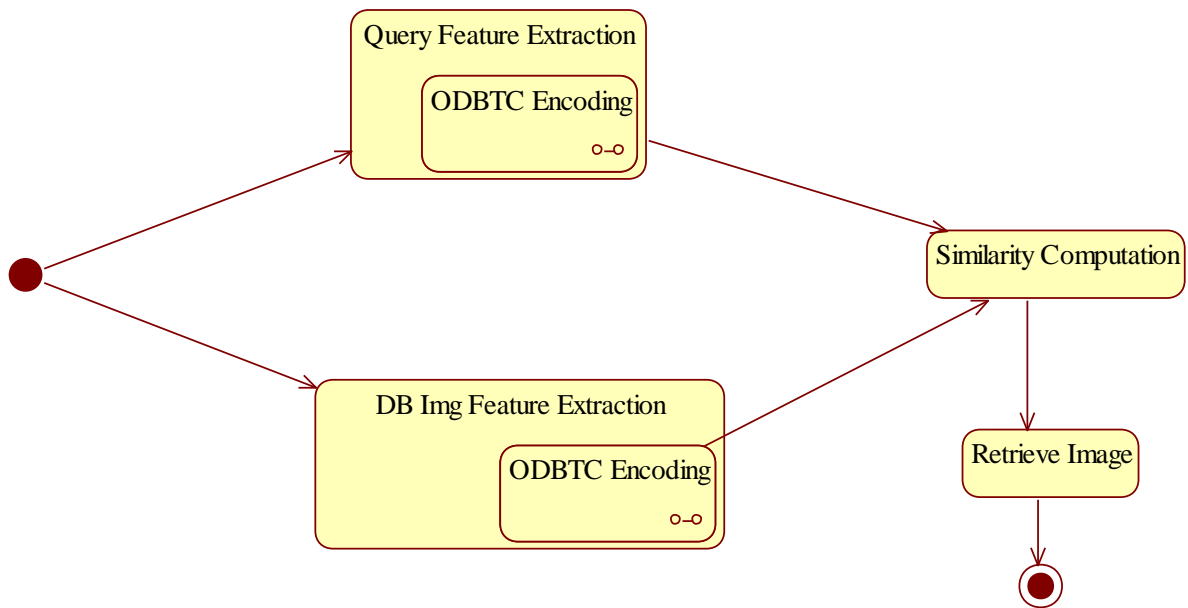 Query Feature Extraction
ODBTC Encoding
Similarity Computation
DB Img Feature Extraction
ODBTC Encoding
Retrieve Image